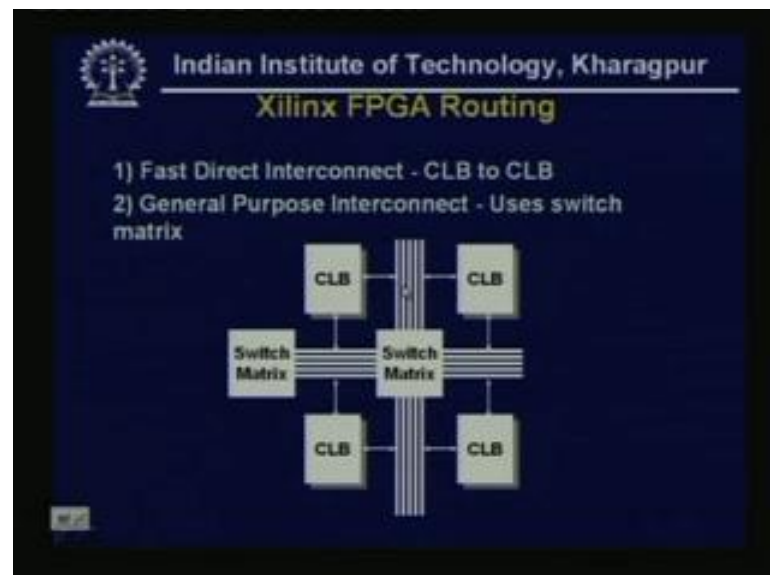 Indian Institute of Technology, Kharagpur
Xilinx FPGA Routing
1) Fast Direct Interconnect - CLB to CLB
2) General Purpose Interconnect - Uses switch
matrix
CLB
CLB
Switch
Matrix
Switch
Matrix
CLB
CLB